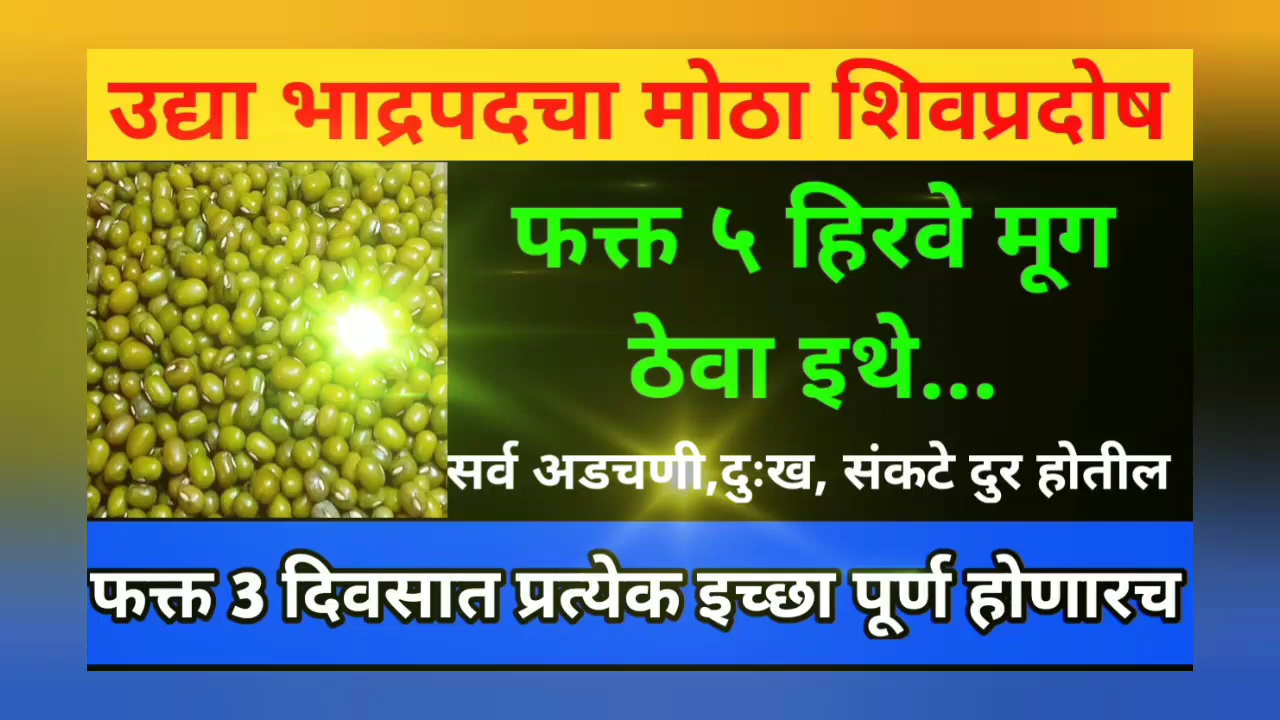 उद्या भाद्रपदचा मोठा शिवप्रदोष
फक्त ५ हिरवे मूग
ठेवा इथे...
सर्व अडचणी,दुःख, संकटे दुर होतील
फक्त 3 दिवसात प्रत्येक इच्छा पूर्ण होणारच